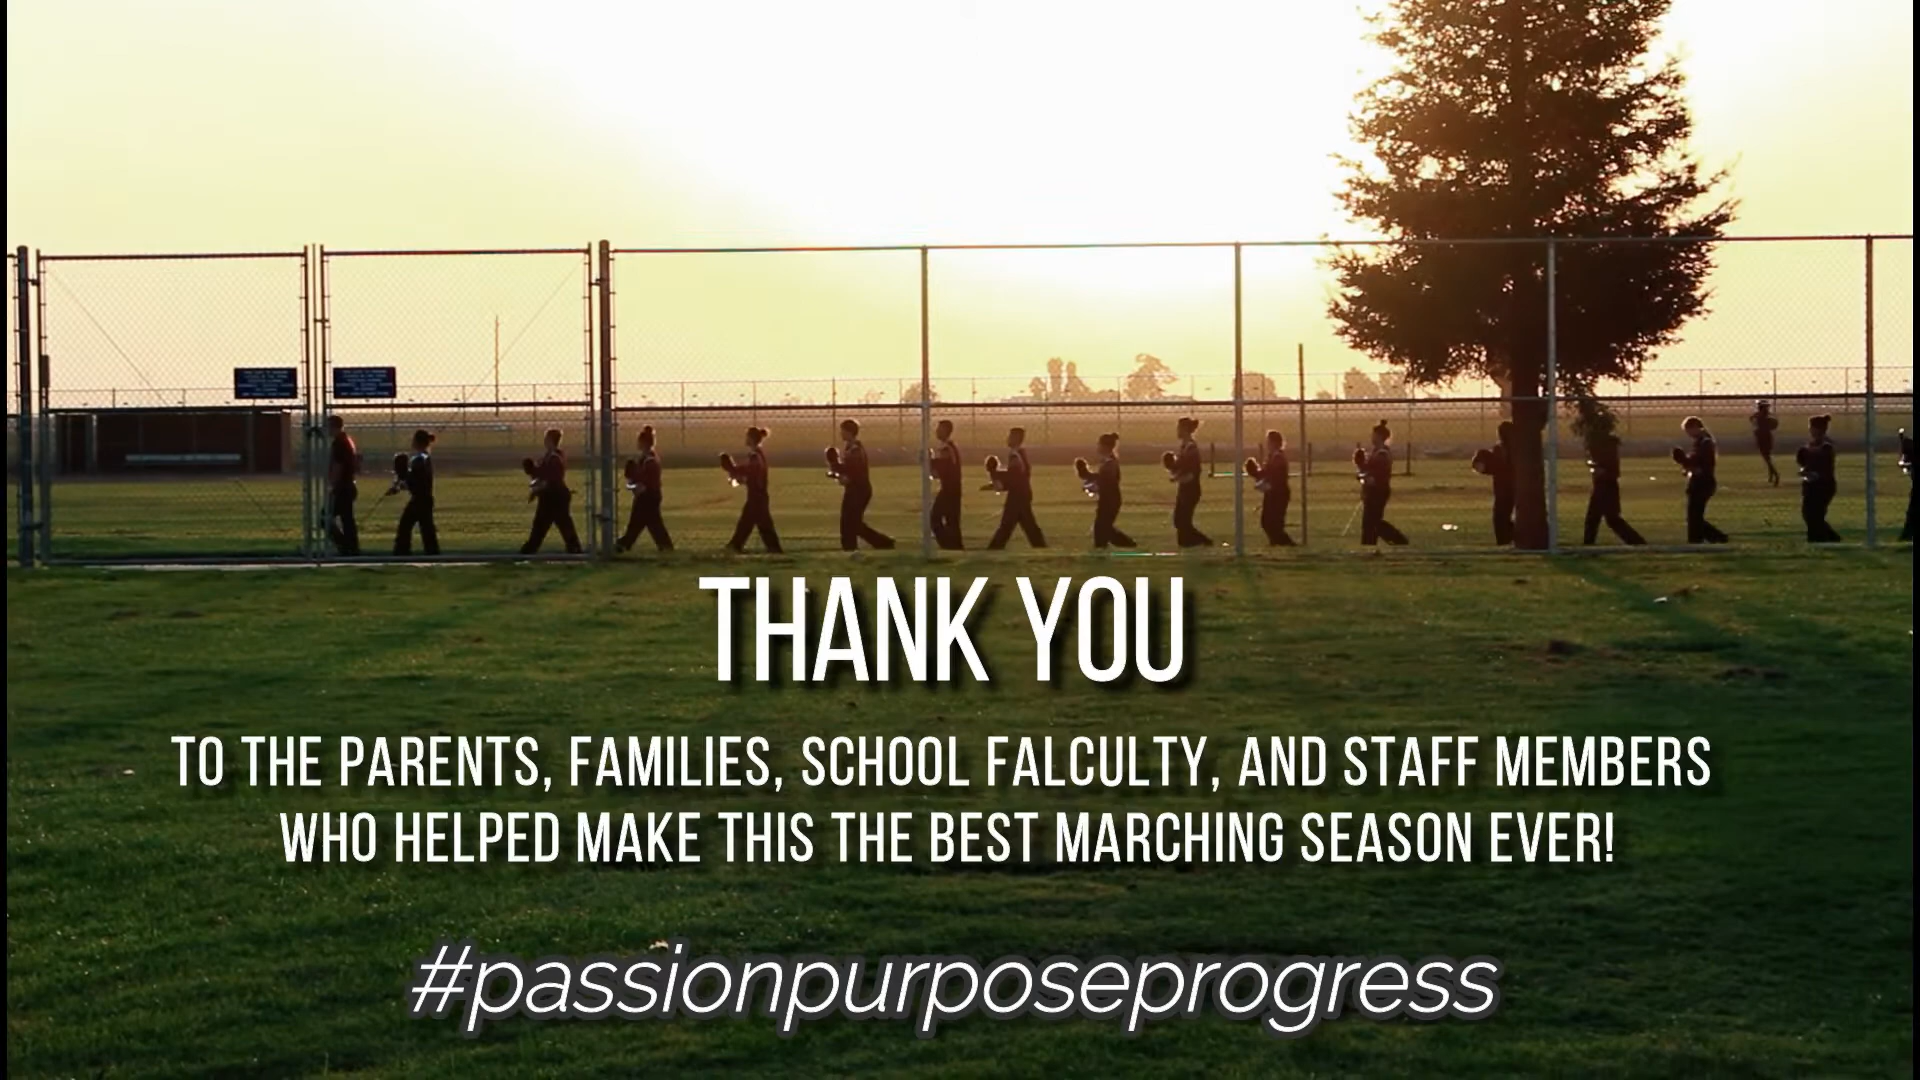 THANK YOU
TO THE PARENTS, FAMILIES, SCHOOL FALCULTY, AND STAFF MEMBERS
WHO HELPED MAKE THIS THE BEST MARCHING SEASON EVER!
#passionpurposeprogress